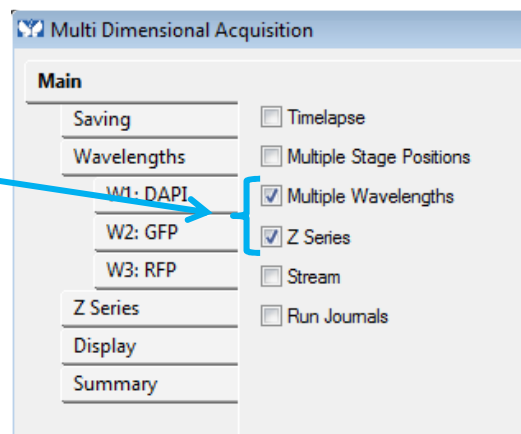 Multi Dimensional Acquisition
Main
Saving
Wavelengths
W1: DAPI
W2: GFP
W3: RFP
Z Series
Display
Summary
Timelapse
Multiple Stage Positions
Multiple Wavelengths
Z Series
Stream
Run Journals